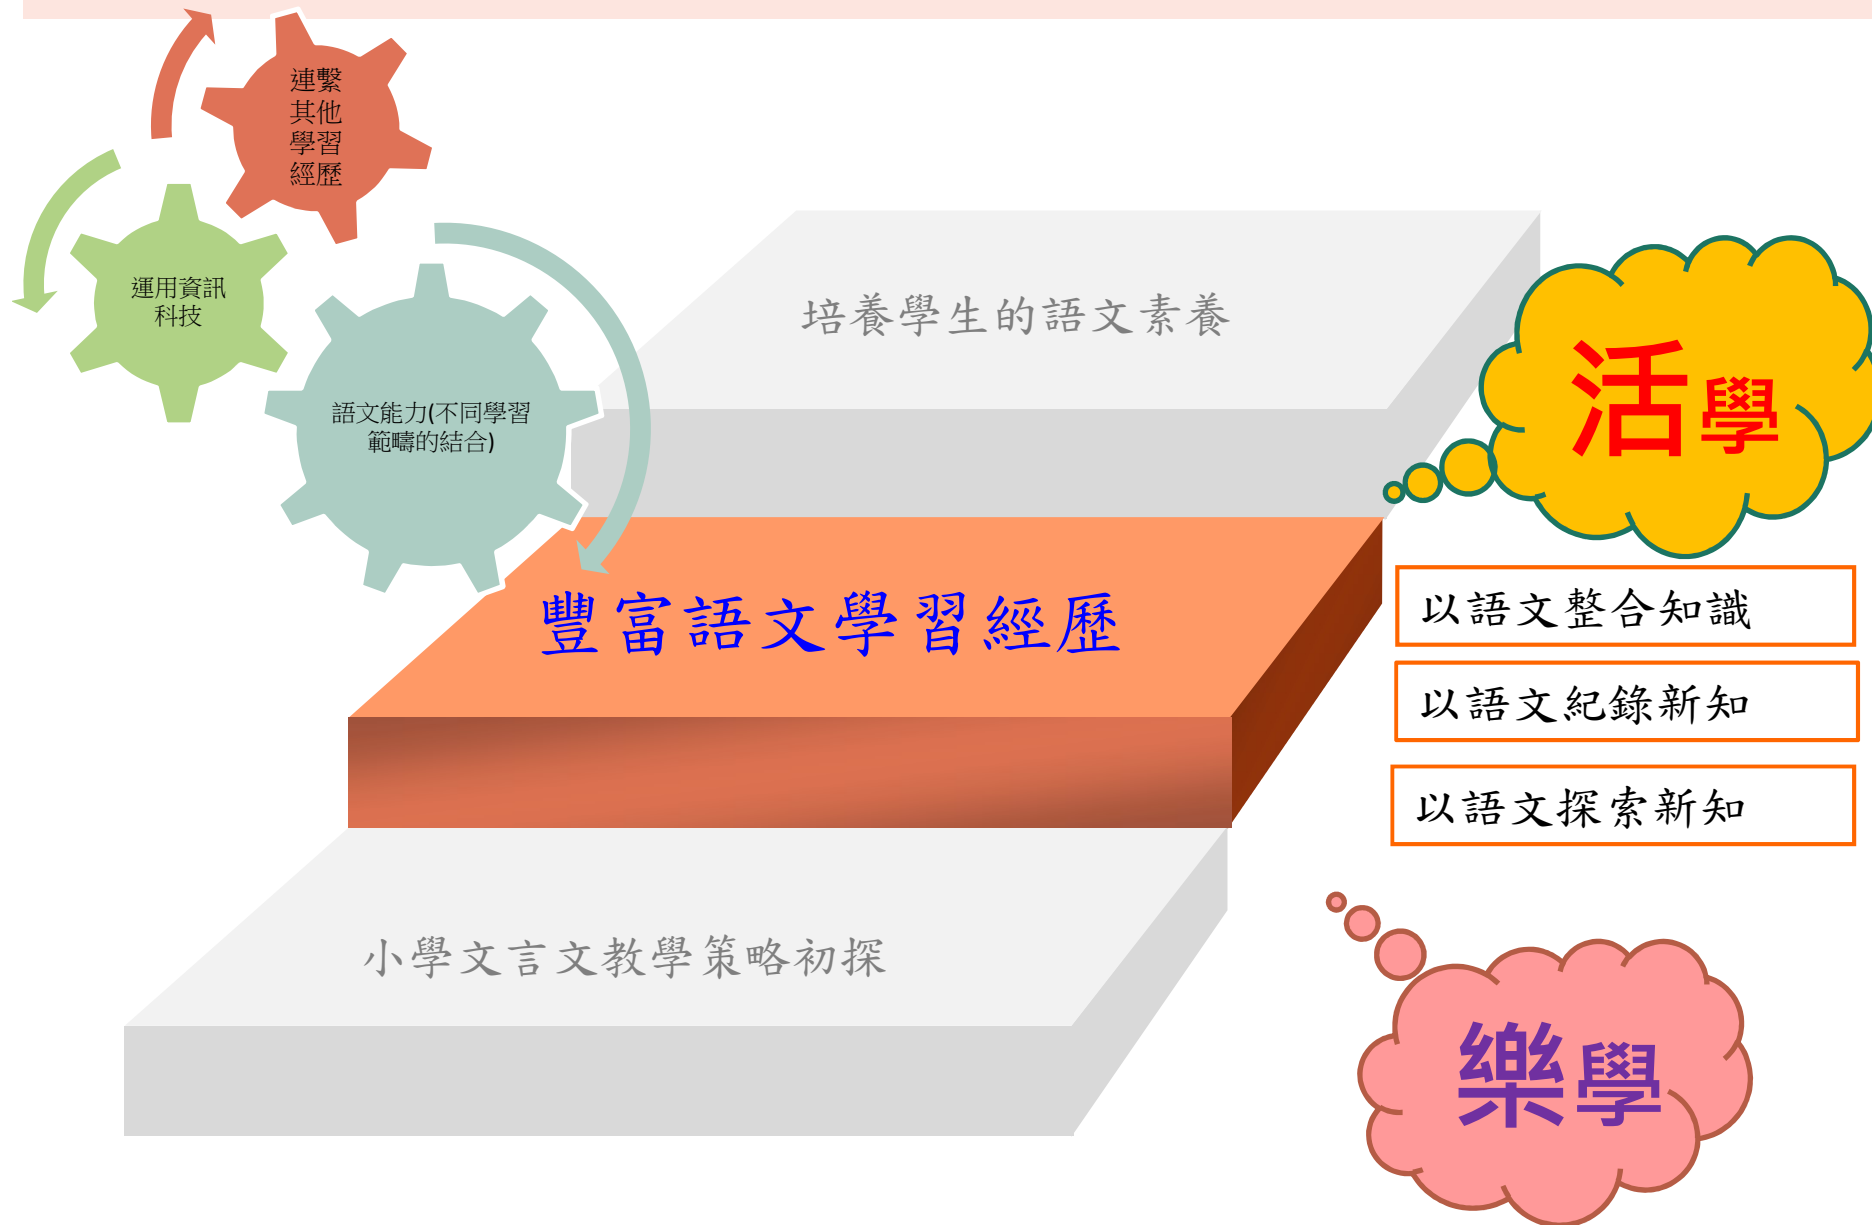 連繫
其他
學習
經歷
運用資訊
科技
語文能力(不同學習
範疇的結合)
培養學生的語文素養
活學
豐富語文學習經歷
以語文整合知識
以語文紀錄新知
以語文探索新知
小學文言文教學策略初探
樂學